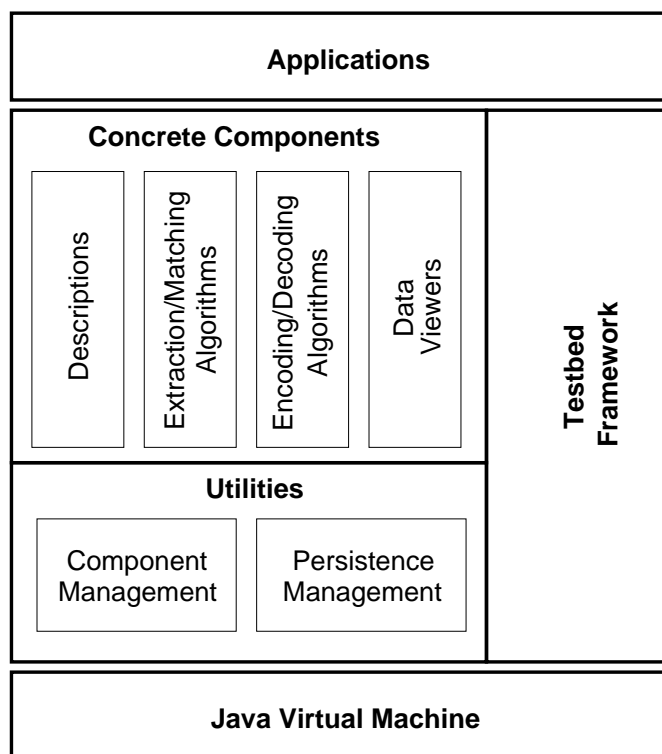 Applications
Concrete Components
Descriptions
Extraction/Matching
Algorithms
Encoding/Decoding
Algorithms
Data
Viewers
Testbed
Framework
Utilities
Component
Management
Persistence
Management
Java Virtual Machine